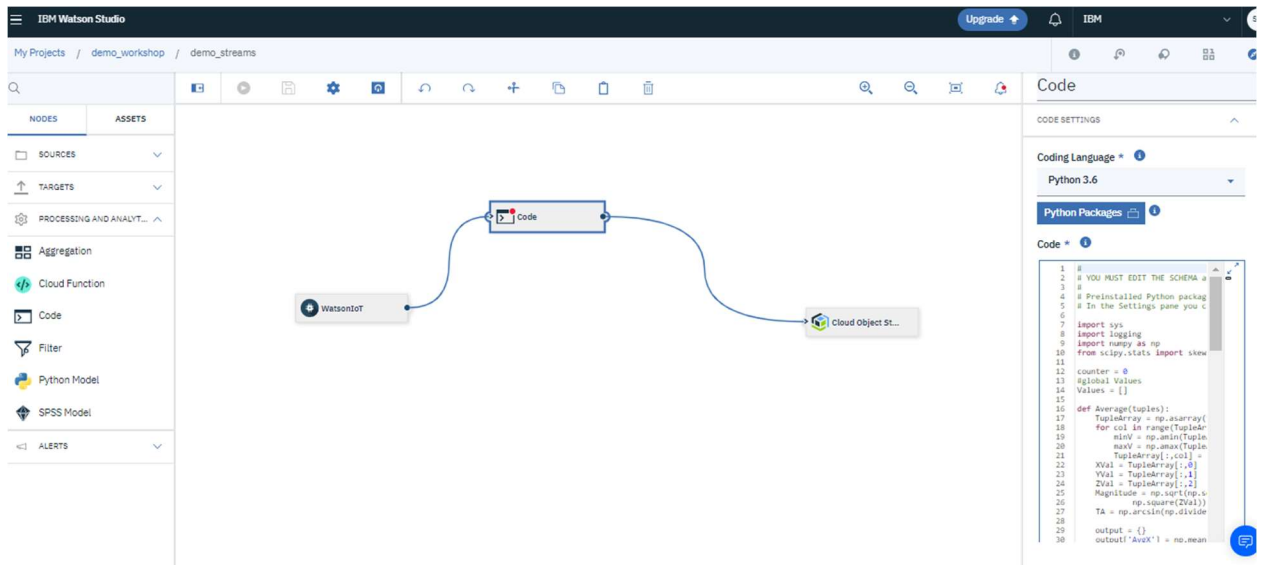 IBM Watson Studio
Upgrade
IBM
My Projects / demo_workshop / demo_streams
NODES
ASSETS
SOURCES
TARGETS
PROCESSING AND ANALYT...
Aggregation
Cloud Function
Code
Filter
Python Model
SPSS Model
ALERTS
Code
WatsonIoT
Cloud Object St...
Code
CODE SETTINGS
Coding Language *
Python 3.6
Python Packages
Code *
1 #
2 # YOU MUST EDIT THE SCHEMA a
3 #
4 # Preinstalled Python packag
5 # In the Settings pane you c
6
7 import sys
8 import logging
9 import numpy as np
10 from scipy.stats import skew
11
12 counter = 0
13 #global Values
14 Values = []
15
16 def Average(tuples):
17 TupleArray = np.asarray(
18 for col in range(TupleAr
19 minV = np.amin(Tuple
20 maxV = np.amax(Tuple
21 TupleArray[:,col] =
22 XVal = TupleArray[:,0]
23 YVal = TupleArray[:,1]
24 ZVal = TupleArray[:,2]
25 Magnitude = np.sqrt(np.s
26 np.square(ZVal))
27 TA = np.arcsin(np.divide
28
29 output = {}
30 output['AvgX'] = np.mean